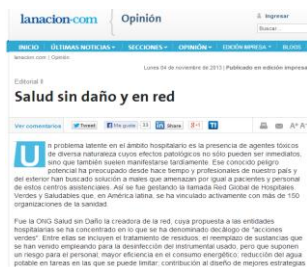 lanacion.com
Opinión
Ingresar
Buscar...
INICIO ÚLTIMAS NOTICIAS SECCIONES OPINIÓN EDICIÓN IMPRESA BLOGS
lanacion.com | Opinión
Lunes 04 de noviembre de 2013 | Publicado en edición impresa
Editorial II
Salud sin daño y en red
Ver comentarios Tweet Me gusta 33 Share
Un problema latente en el ámbito hospitalario es la presencia de agentes tóxicos
de diversa naturaleza cuyos efectos patológicos no sólo pueden ser inmediatos,
sino que también suelen manifestarse tardíamente. Ese conocido peligro
potencial ha preocupado desde hace tiempo y profesionales de nuestro país y
del exterior han buscado solución a males que amenazan por igual a pacientes y personal
de estos centros asistenciales. Así se fue gestando la llamada Red Global de Hospitales
Verdes y Saludables que, en América latina, se ha vinculado activamente con más de 150
organizaciones de la sanidad.
Fue la ONG Salud sin Daño la creadora de la red, cuya propuesta a las entidades
hospitalarias se ha concentrado en lo que se ha denominado decálogo de "acciones
verdes". Entre ellas se incluyen el tratamiento de residuos, el reemplazo de sustancias que
se han venido empleando para la desinfección del instrumental usado, pero que suponen
un riesgo para el personal; mayor eficiencia en el consumo energético; reducción del agua
potable en tareas en las que se puede limitar; contribución al diseño de mejores estrategias